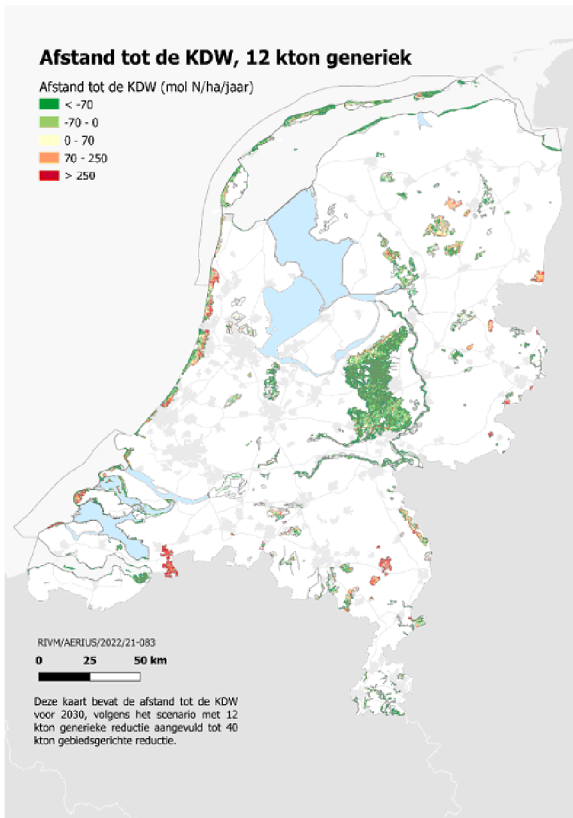 Afstand tot de KDW, 12 kton generiek
Afstand tot de KDW (mol N/ha/jaar)
< -70
-70 - 0
0 - 70
70 - 250
> 250
RIVM/AERIUS/2022/21-083
0 25 50 km
Deze kaart bevat de afstand tot de KDW
voor 2030, volgens het scenario met 12
kton generieke reductie aangevuld tot 40
kton gebiedsgerichte reductie.